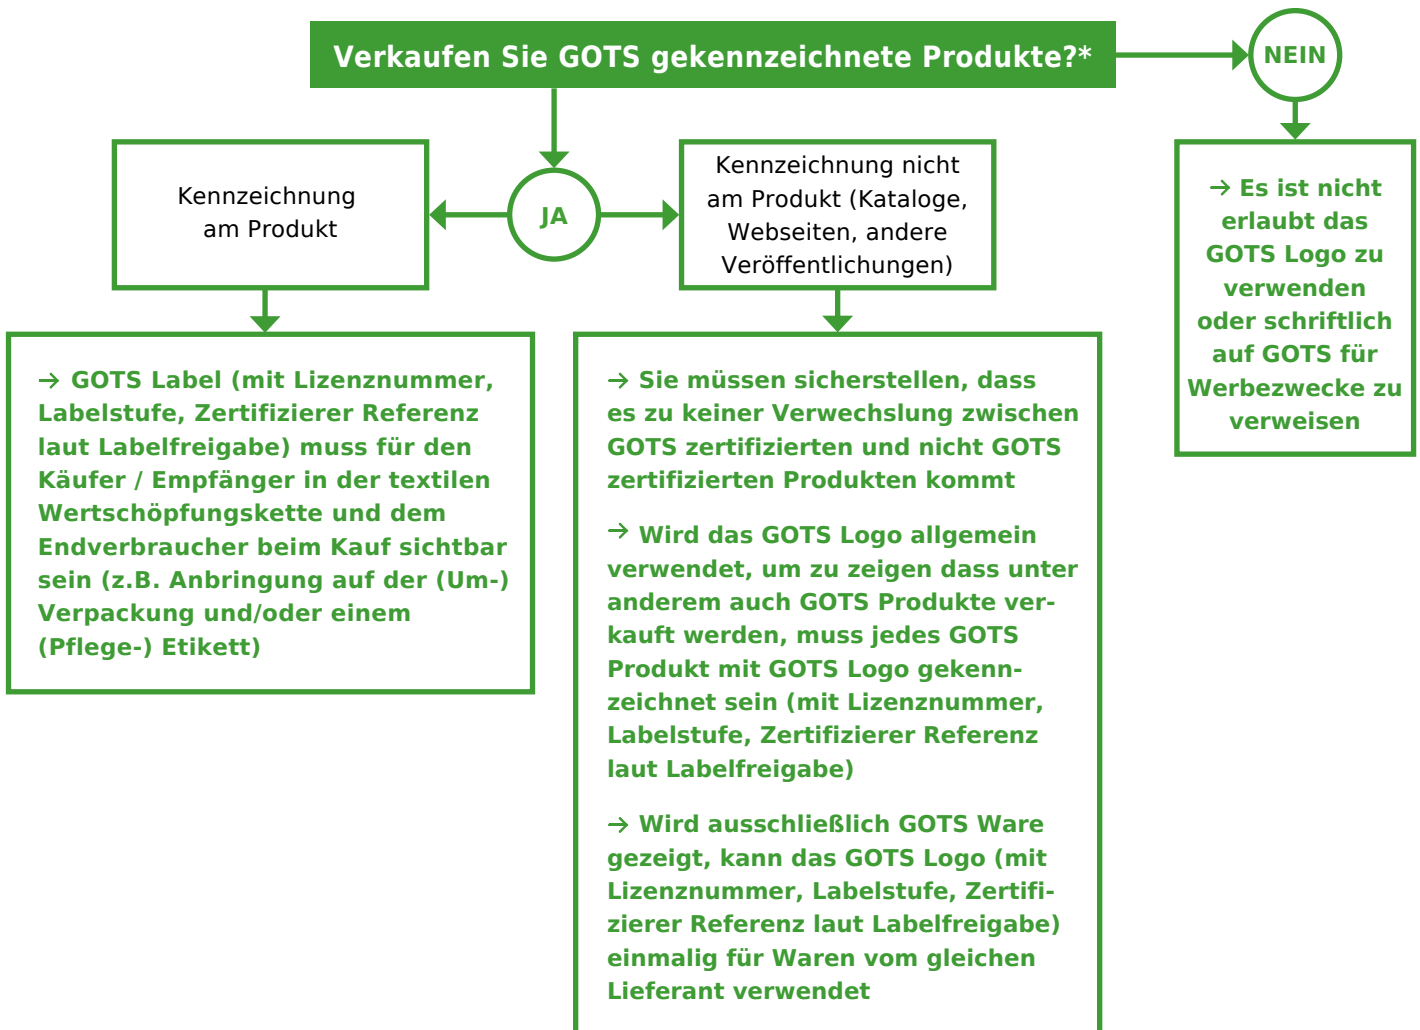 Verkaufen Sie GOTS gekennzeichnete Produkte?*
NEIN
JA
Kennzeichnung
am Produkt
Kennzeichnung nicht
am Produkt (Kataloge,
Webseiten, andere
Veröffentlichungen)
→ Es ist nicht
erlaubt das
GOTS Logo zu
verwenden
oder schriftlich
auf GOTS für
Werbezwecke zu
verweisen
→ GOTS Label (mit Lizenznummer,
Labelstufe, Zertifizierer Referenz
laut Labelfreigabe) muss für den
Käufer / Empfänger in der textilen
Wertschöpfungskette und dem
Endverbraucher beim Kauf sichtbar
sein (z.B. Anbringung auf der (Um-)
Verpackung und/oder einem
(Pflege-) Etikett)
→ Sie müssen sicherstellen, dass
es zu keiner Verwechslung zwischen
GOTS zertifizierten und nicht GOTS
zertifizierten Produkten kommt
→ Wird das GOTS Logo allgemein
verwendet, um zu zeigen dass unter
anderem auch GOTS Produkte ver-
kauft werden, muss jedes GOTS
Produkt mit GOTS Logo gekenn-
zeichnet sein (mit Lizenznummer,
Labelstufe, Zertifizierer Referenz
laut Labelfreigabe)
→ Wird ausschließlich GOTS Ware
gezeigt, kann das GOTS Logo (mit
Lizenznummer, Labelstufe, Zertifi-
zierer Referenz laut Labelfreigabe)
einmalig für Waren vom gleichen
Lieferant verwendet